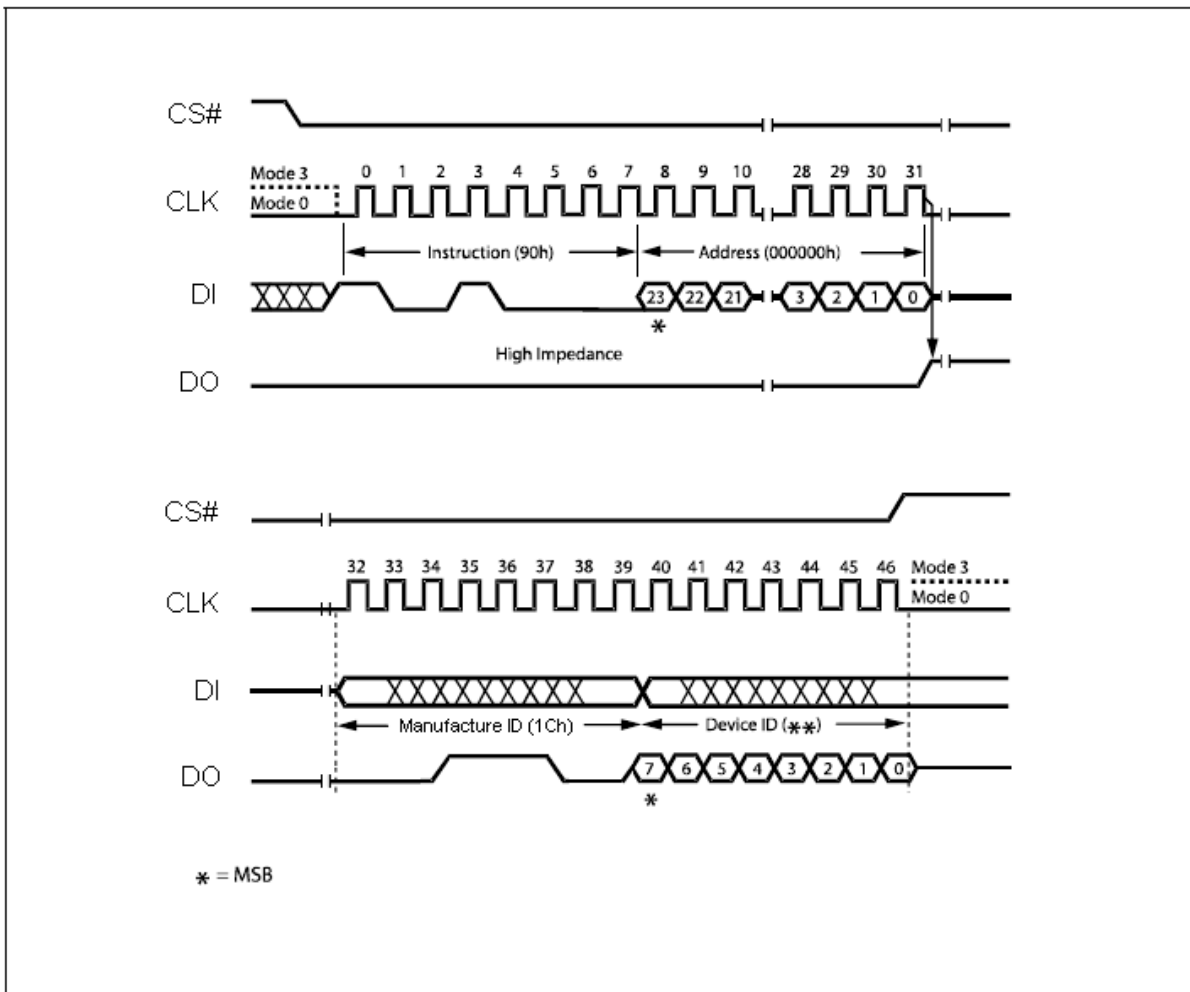 CS#
Mode 3 0 1 2 3 4 5 6 7 8 9 10 28 29 30 31
CLK
Mode 0
Instruction (90h) Address (000000h)
DI 23 22 21 3 2 1 0
*
High Impedance
DO
CS#
32 33 34 35 36 37 38 39 40 41 42 43 44 45 46 Mode 3
CLK Mode 0
DI
Manufacture ID (1Ch) Device ID (**)
DO 7 6 5 4 3 2 1 0
*
* = MSB